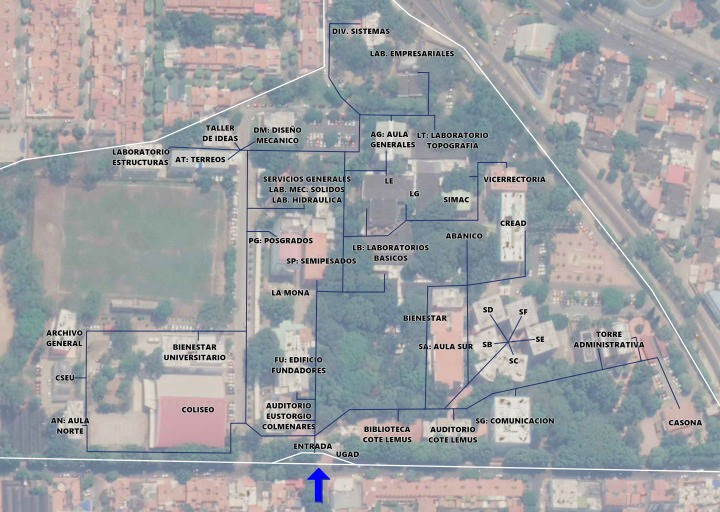 DIV. SISTEMAS
LAB. EMPRESARIALES
TALLER
DE IDEAS
DM: DISEÑO
MECANICO
AG: AULA
GENERALES
LT: LABORATORIO
TOPOGRAFIA
LABORATORIO
ESTRUCTURAS
AT: TERREOS
SERVICIOS GENERALES
LAB. MEC. SOLIDOS
LAB. HIDRAULICA
LE
LG
SIMAC
VICERRECTORIA
CREAD
ABANICO
PG: POSGRADOS
LB: LABORATORIOS
BASICOS
SP: SEMIPESADOS
LA MONA
BIENESTAR
SD
SF
SE
SB
SC
SA: AULA SUR
TORRE
ADMINISTRATIVA
ARCHIVO
GENERAL
BIENESTAR
UNIVERSITARIO
FU: EDIFICIO
FUNDADORES
CSEU
COLISEO
AN: AULA
NORTE
AUDITORIO
EUSTORGIO
COLMENARES
BIBLIOTECA
COTE LEMUS
AUDITORIO
COTE LEMUS
SG: COMUNICACION
CASONA
ENTRADA
UGAD